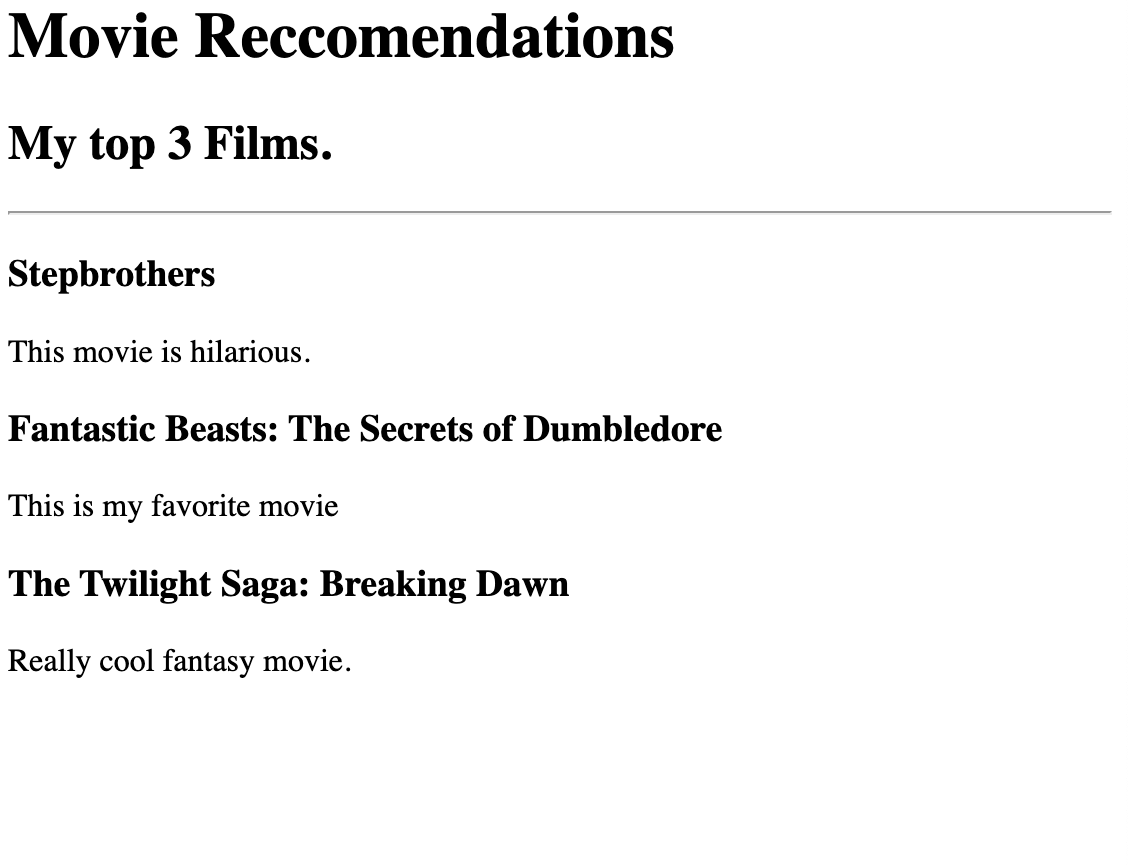 Movie Reccomendations
My top 3 Films.
Stepbrothers
This movie is hilarious.
Fantastic Beasts: The Secrets of Dumbledore
This is my favorite movie
The Twilight Saga: Breaking Dawn
Really cool fantasy movie.